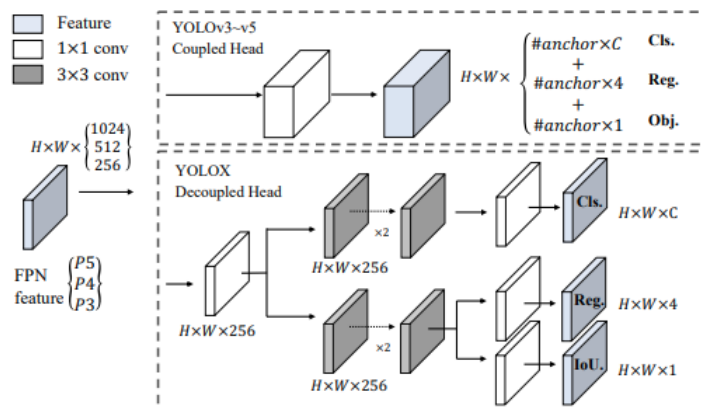 Feature
1×1 conv
3×3 conv
YOLOv3~v5
Coupled Head
H×W× { #anchor×C Cls.
+
#anchor×4 Reg.
+
#anchor×1 Obj.
H×W× {1024
512
256}
FPN
feature {P5
P4
P3}
YOLOX
Decoupled Head
H×W×256
×2
H×W×256
Cls.
H×W×C
×2
H×W×256
Reg.
H×W×4
IoU.
H×W×1